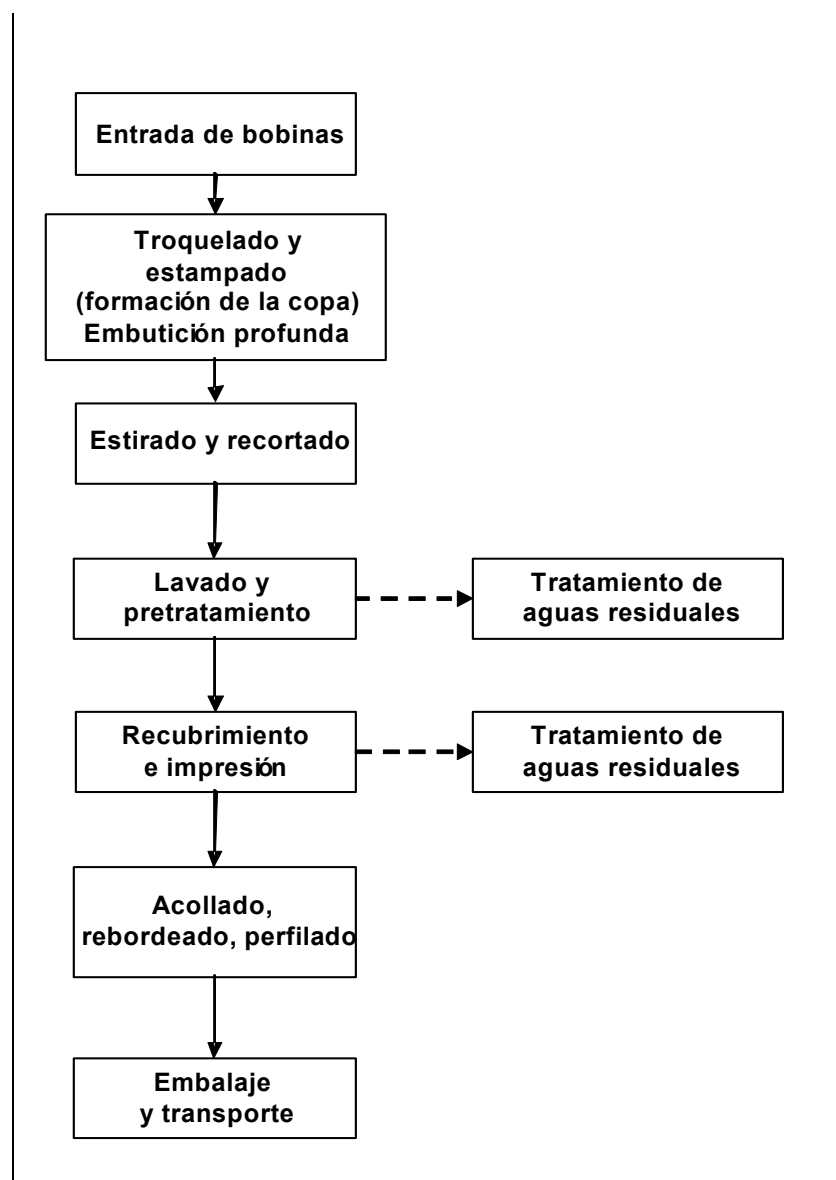 Entrada de bobinas
Troquelado y
estampado
(formación de la copa)
Embutición profunda
Estirado y recortado
Lavado y
pretratamiento
Tratamiento de
aguas residuales
Recubrimiento
e impresión
Tratamiento de
aguas residuales
Acollado,
rebordeado, perfilado
Embalaje
y transporte